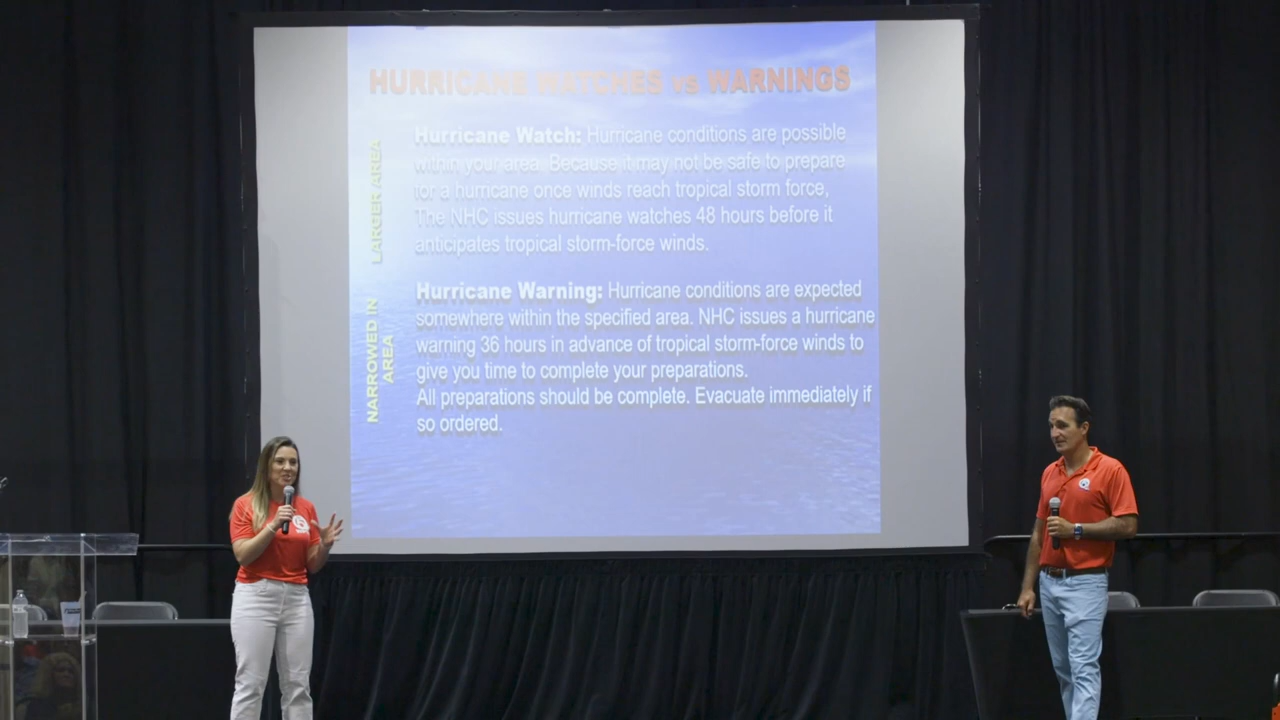 HURRICANE WATCHES vs WARNINGS
LARGER AREA
Hurricane Watch: Hurricane conditions are possible
within your area. Because it may not be safe to prepare
for a hurricane once winds reach tropical storm force,
The NHC issues hurricane watches 48 hours before it
anticipates tropical storm-force winds.
NARROWED IN
AREA
Hurricane Warning: Hurricane conditions are expected
somewhere within the specified area. NHC issues a hurricane
warning 36 hours in advance of tropical storm-force winds to
give you time to complete your preparations.
All preparations should be complete. Evacuate immediately if
so ordered.